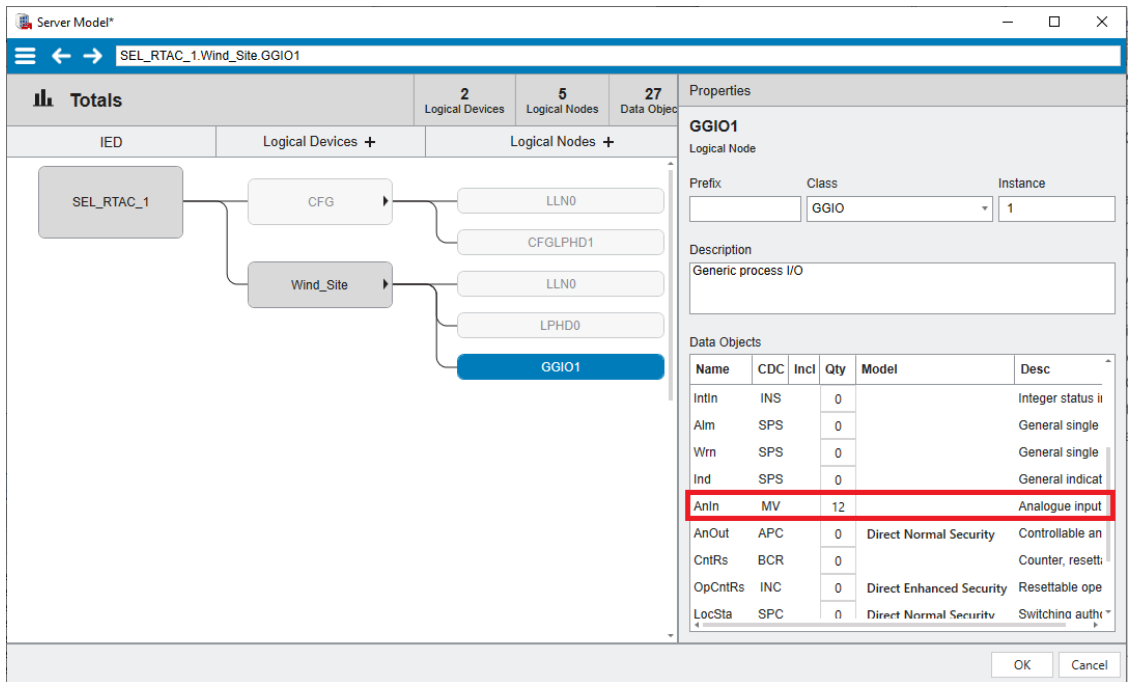 Server Model*
SEL_RTAC_1.Wind_Site.GGIO1
Totals
2
Logical Devices
5
Logical Nodes
27
Data Objec
IED
Logical Devices +
Logical Nodes +
SEL_RTAC_1
CFG
LLN0
CFGLPHD1
Wind_Site
LLN0
LPHD0
GGIO1
Properties
GGIO1
Logical Node
Prefix Class Instance
GGIO 1
Description
Generic process I/O
Data Objects
Name CDC Incl Qty Model Desc
IntIn INS 0 Integer status i
Alm SPS 0 General single
Wrn SPS 0 General single
Ind SPS 0 General indicat
AnIn MV 12 Analogue input
AnOut APC 0 Direct Normal Security Controllable an
CntRs BCR 0 Counter, resetta
OpCntRs INC 0 Direct Enhanced Security Resettable ope
LocSta SPC 0 Direct Normal Security Switching autho
OK Cancel